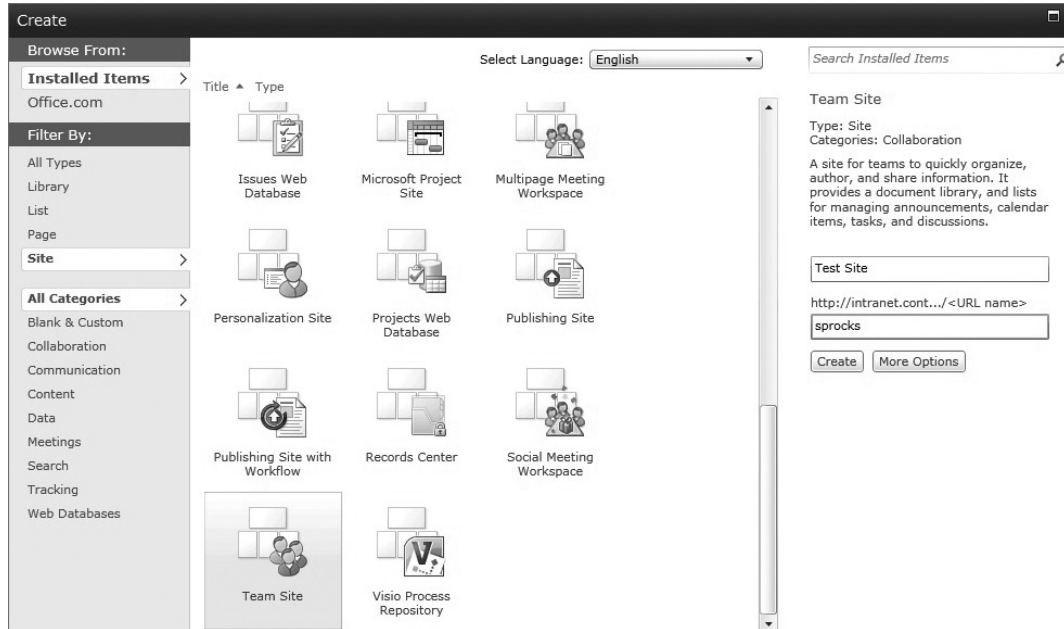 Create
Browse From:
Installed Items
Office.com
Filter By:
All Types
Library
List
Page
Site
All Categories
Blank & Custom
Collaboration
Communication
Content
Data
Meetings
Search
Tracking
Web Databases
Select Language: English
Title Type
Issues Web
Database
Microsoft Project
Site
Multipage Meeting
Workspace
Personalization Site
Projects Web
Database
Publishing Site
Publishing Site with
Workflow
Records Center
Social Meeting
Workspace
Team Site
Visio Process
Repository
Search Installed Items
Team Site
Type: Site
Categories: Collaboration
A site for teams to quickly organize,
author, and share information. It
provides a document library, and lists
for managing announcements, calendar
items, tasks, and discussions.
Test Site
http://intranet.cont.../<URL name>
sprocks
Create More Options